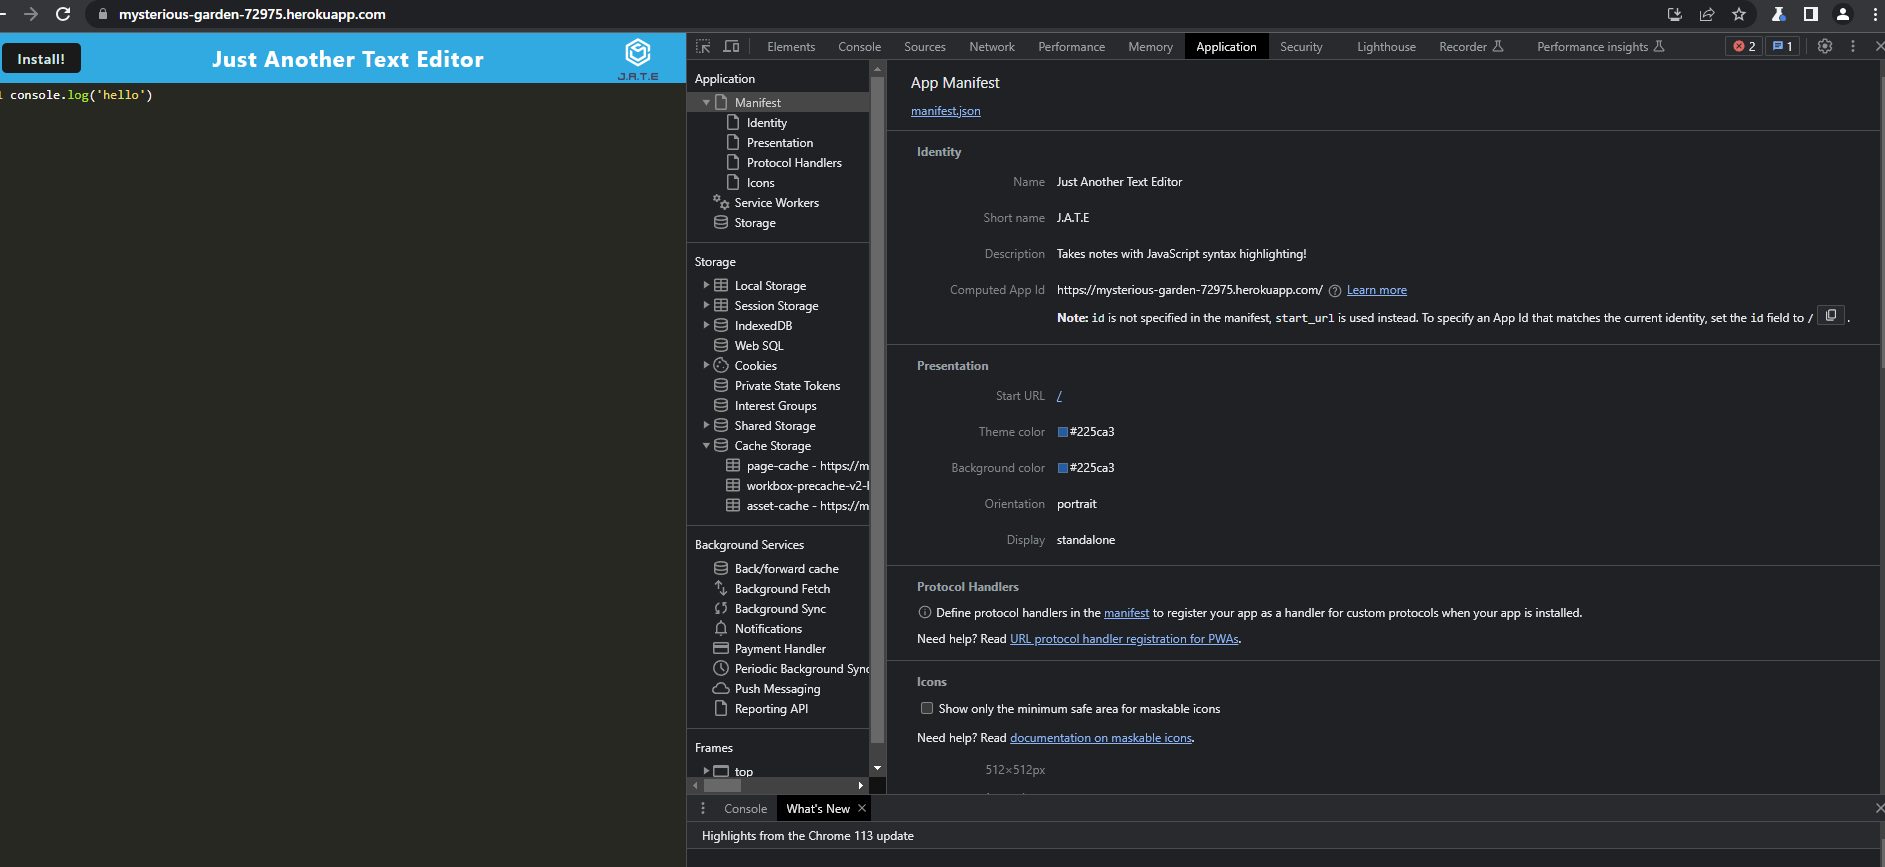 mysterious-garden-72975.herokuapp.com
Install!
Just Another Text Editor
J.A.T.E
1 console.log('hello')
Elements Console Sources Network Performance Memory Application Security Lighthouse Recorder Performance insights 2 1
Application
Manifest
Identity
Presentation
Protocol Handlers
Icons
Service Workers
Storage
Storage
Local Storage
Session Storage
IndexedDB
Web SQL
Cookies
Private State Tokens
Interest Groups
Shared Storage
Cache Storage
page-cache - https://m
workbox-precache-v2-h
asset-cache - https://m
Background Services
Back/forward cache
Background Fetch
Background Sync
Notifications
Payment Handler
Periodic Background Sync
Push Messaging
Reporting API
Frames
top
App Manifest
manifest.json
Identity
Name Just Another Text Editor
Short name J.A.T.E
Description Takes notes with JavaScript syntax highlighting!
Computed App Id https://mysterious-garden-72975.herokuapp.com/ Learn more
Note: id is not specified in the manifest, start_url is used instead. To specify an App Id that matches the current identity, set the id field to / .
Presentation
Start URL /
Theme color #225ca3
Background color #225ca3
Orientation portrait
Display standalone
Protocol Handlers
Define protocol handlers in the manifest to register your app as a handler for custom protocols when your app is installed.
Need help? Read URL protocol handler registration for PWAs.
Icons
Show only the minimum safe area for maskable icons
Need help? Read documentation on maskable icons.
512×512px
Console What's New
Highlights from the Chrome 113 update